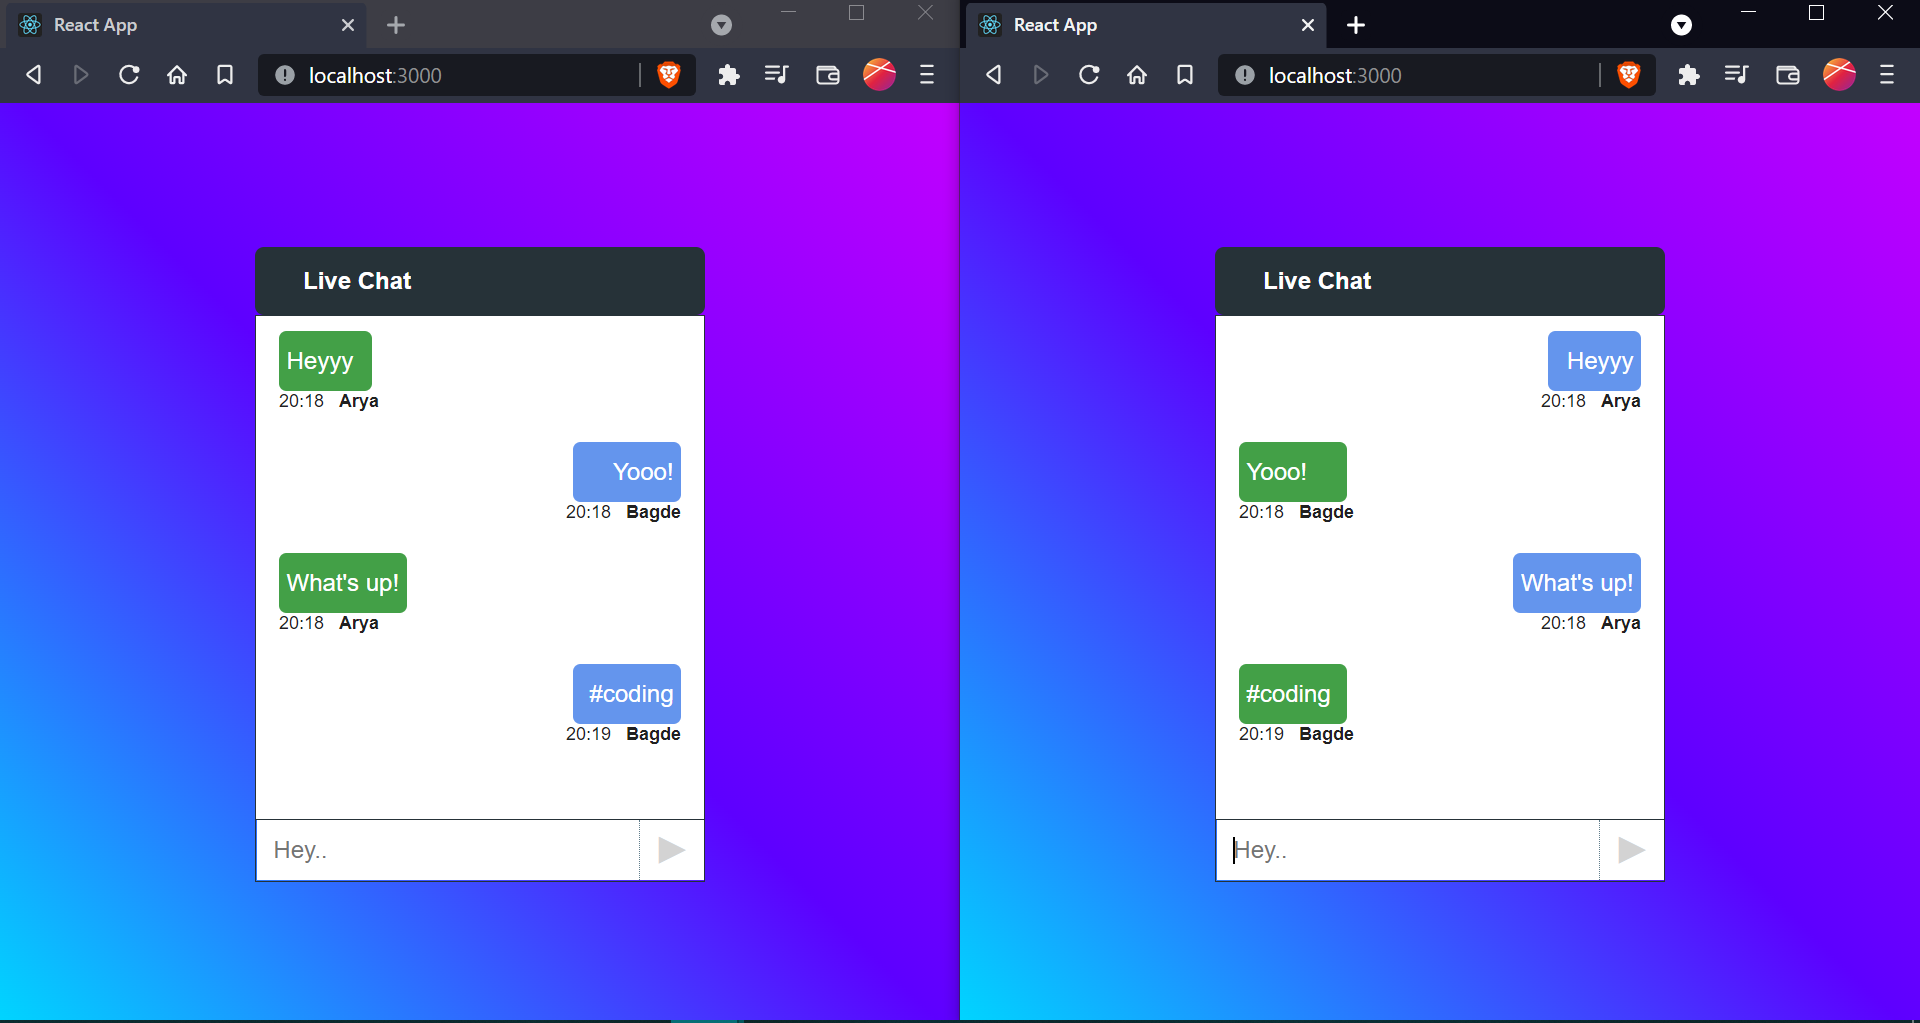 React App
localhost:3000
Live Chat
Heyyy
20:18 Arya
Yooo!
20:18 Bagde
What's up!
20:18 Arya
#coding
20:19 Bagde
Hey..
React App
localhost:3000
Live Chat
Heyyy
20:18 Arya
Yooo!
20:18 Bagde
What's up!
20:18 Arya
#coding
20:19 Bagde
Hey..